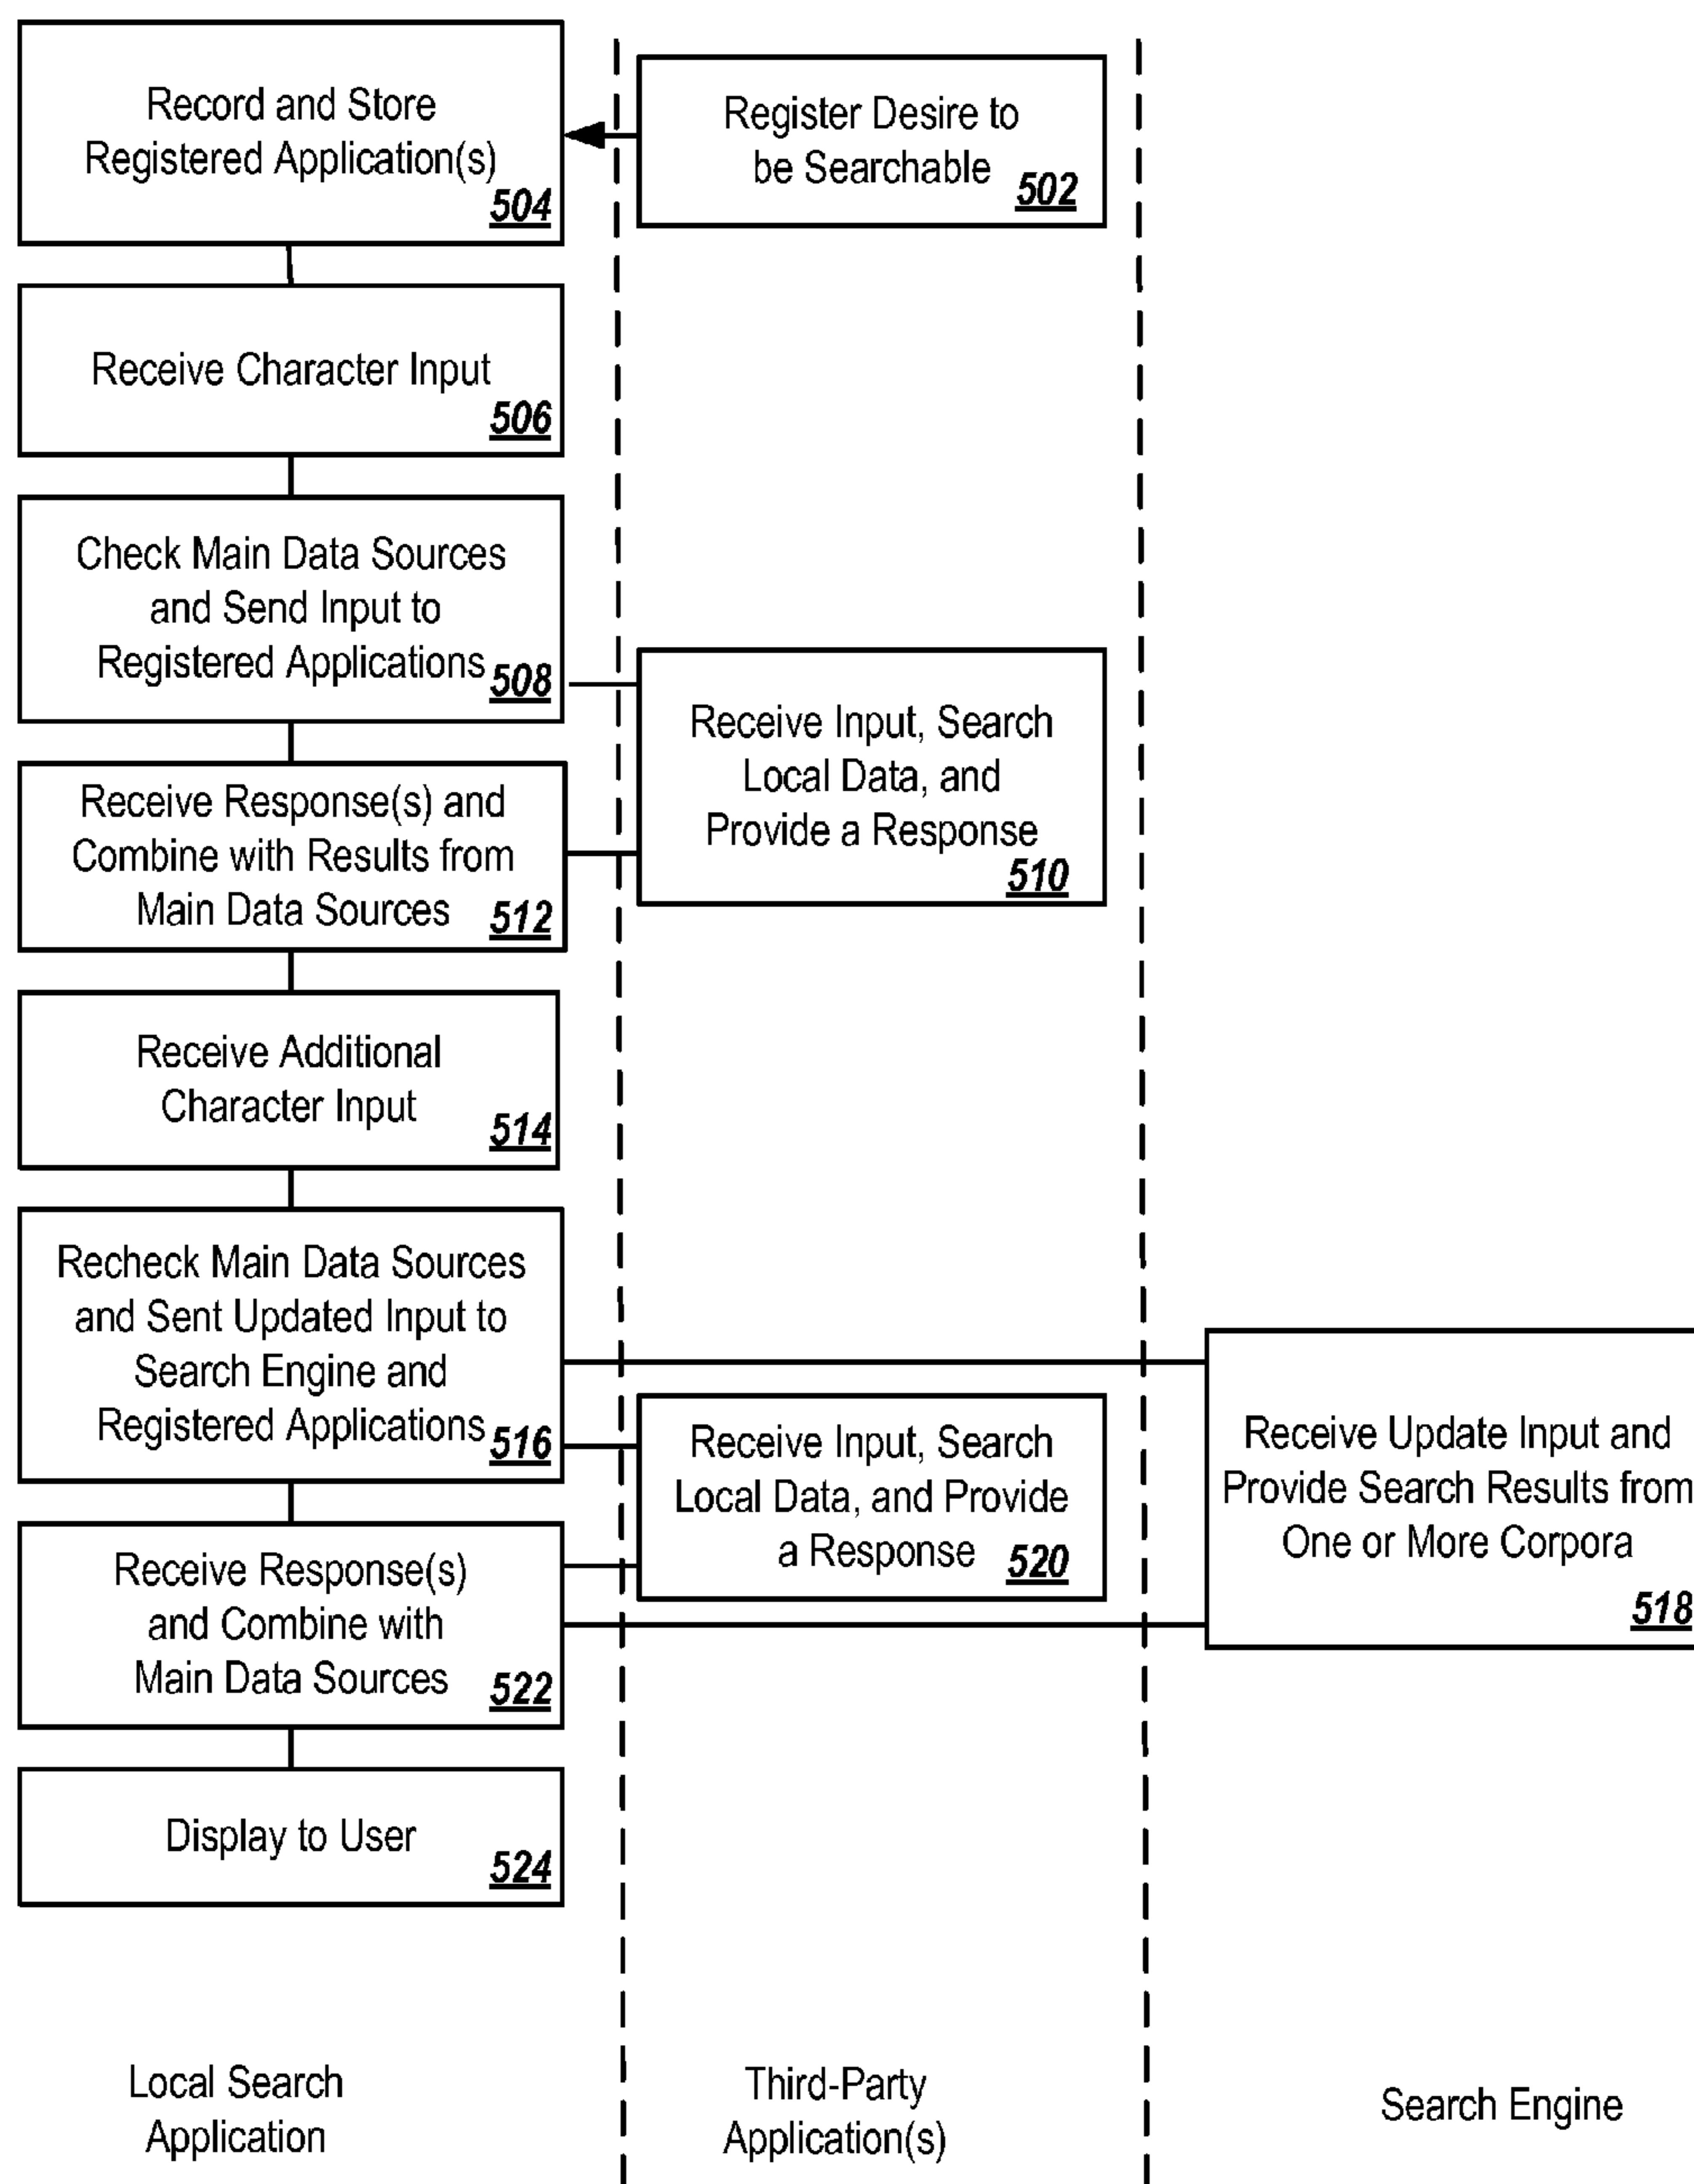 Record and Store
Registered Application(s)
504
Register Desire to
be Searchable 502
Receive Character Input
506
Check Main Data Sources
and Send Input to
Registered Applications 508
Receive Input, Search
Local Data, and
Provide a Response
510
Receive Response(s) and
Combine with Results from
Main Data Sources 512
Receive Additional
Character Input
514
Recheck Main Data Sources
and Sent Updated Input to
Search Engine and
Registered Applications 516
Receive Input, Search
Local Data, and Provide
a Response 520
Receive Update Input and
Provide Search Results from
One or More Corpora
518
Receive Response(s)
and Combine with
Main Data Sources 522
Display to User
524
Local Search
Application
Third-Party
Application(s)
Search Engine